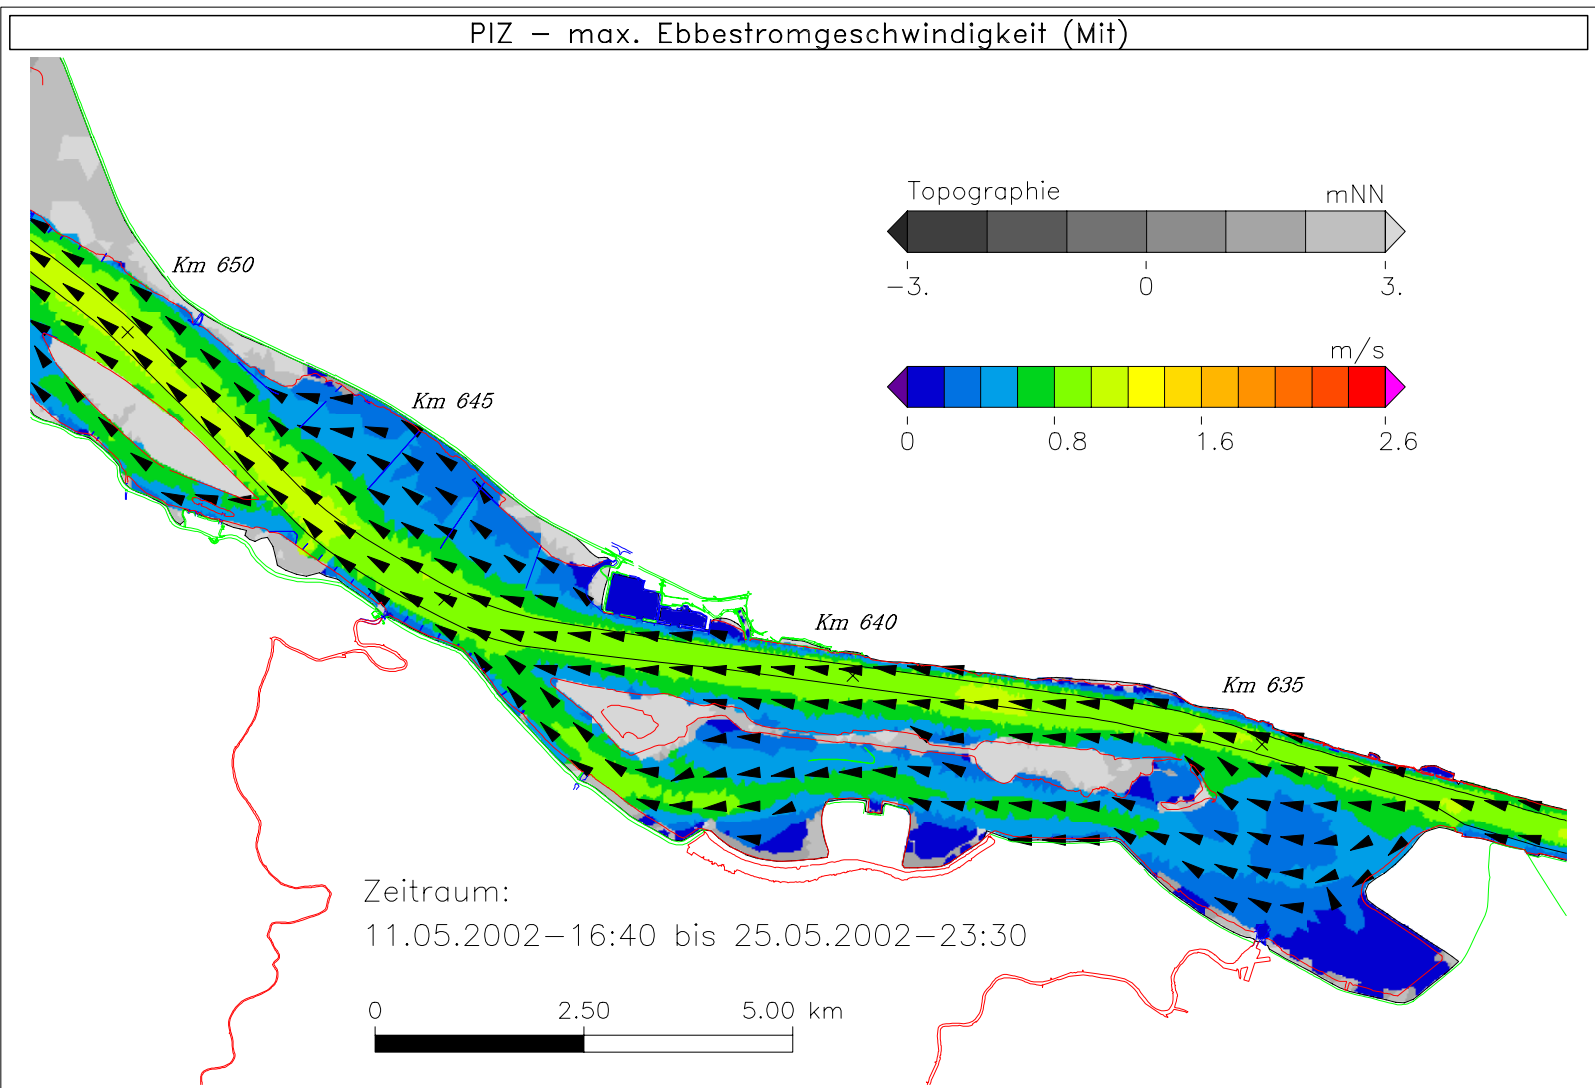 PIZ - max. Ebbestromgeschwindigkeit (Mit)
Topographie mNN
-3. 0 3.
Km 650
m/s
Km 645
0 0.8 1.6 2.6
Km 640
Km 635
Zeitraum:
11.05.2002-16:40 bis 25.05.2002-23:30
0 2.50 5.00 km